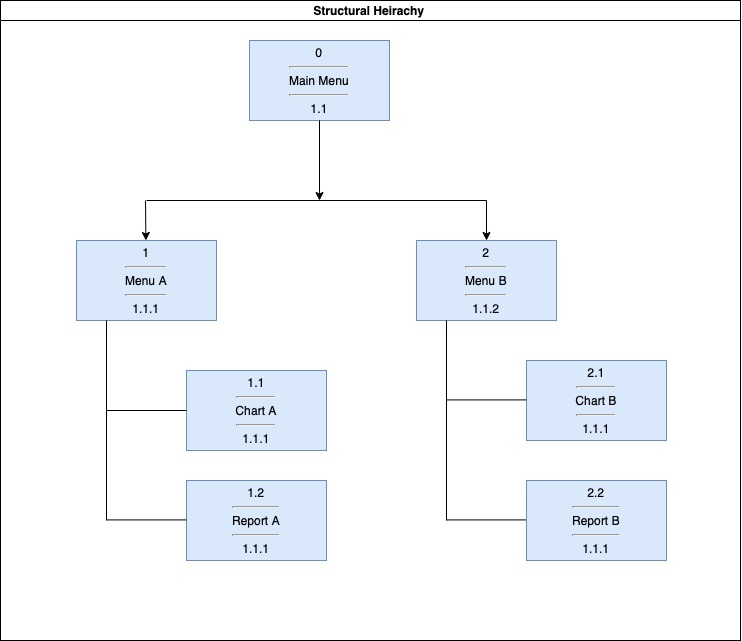 Structural Heirachy
0
Main Menu
1.1
1
Menu A
1.1.1
2
Menu B
1.1.2
1.1
Chart A
1.1.1
2.1
Chart B
1.1.1
1.2
Report A
1.1.1
2.2
Report B
1.1.1